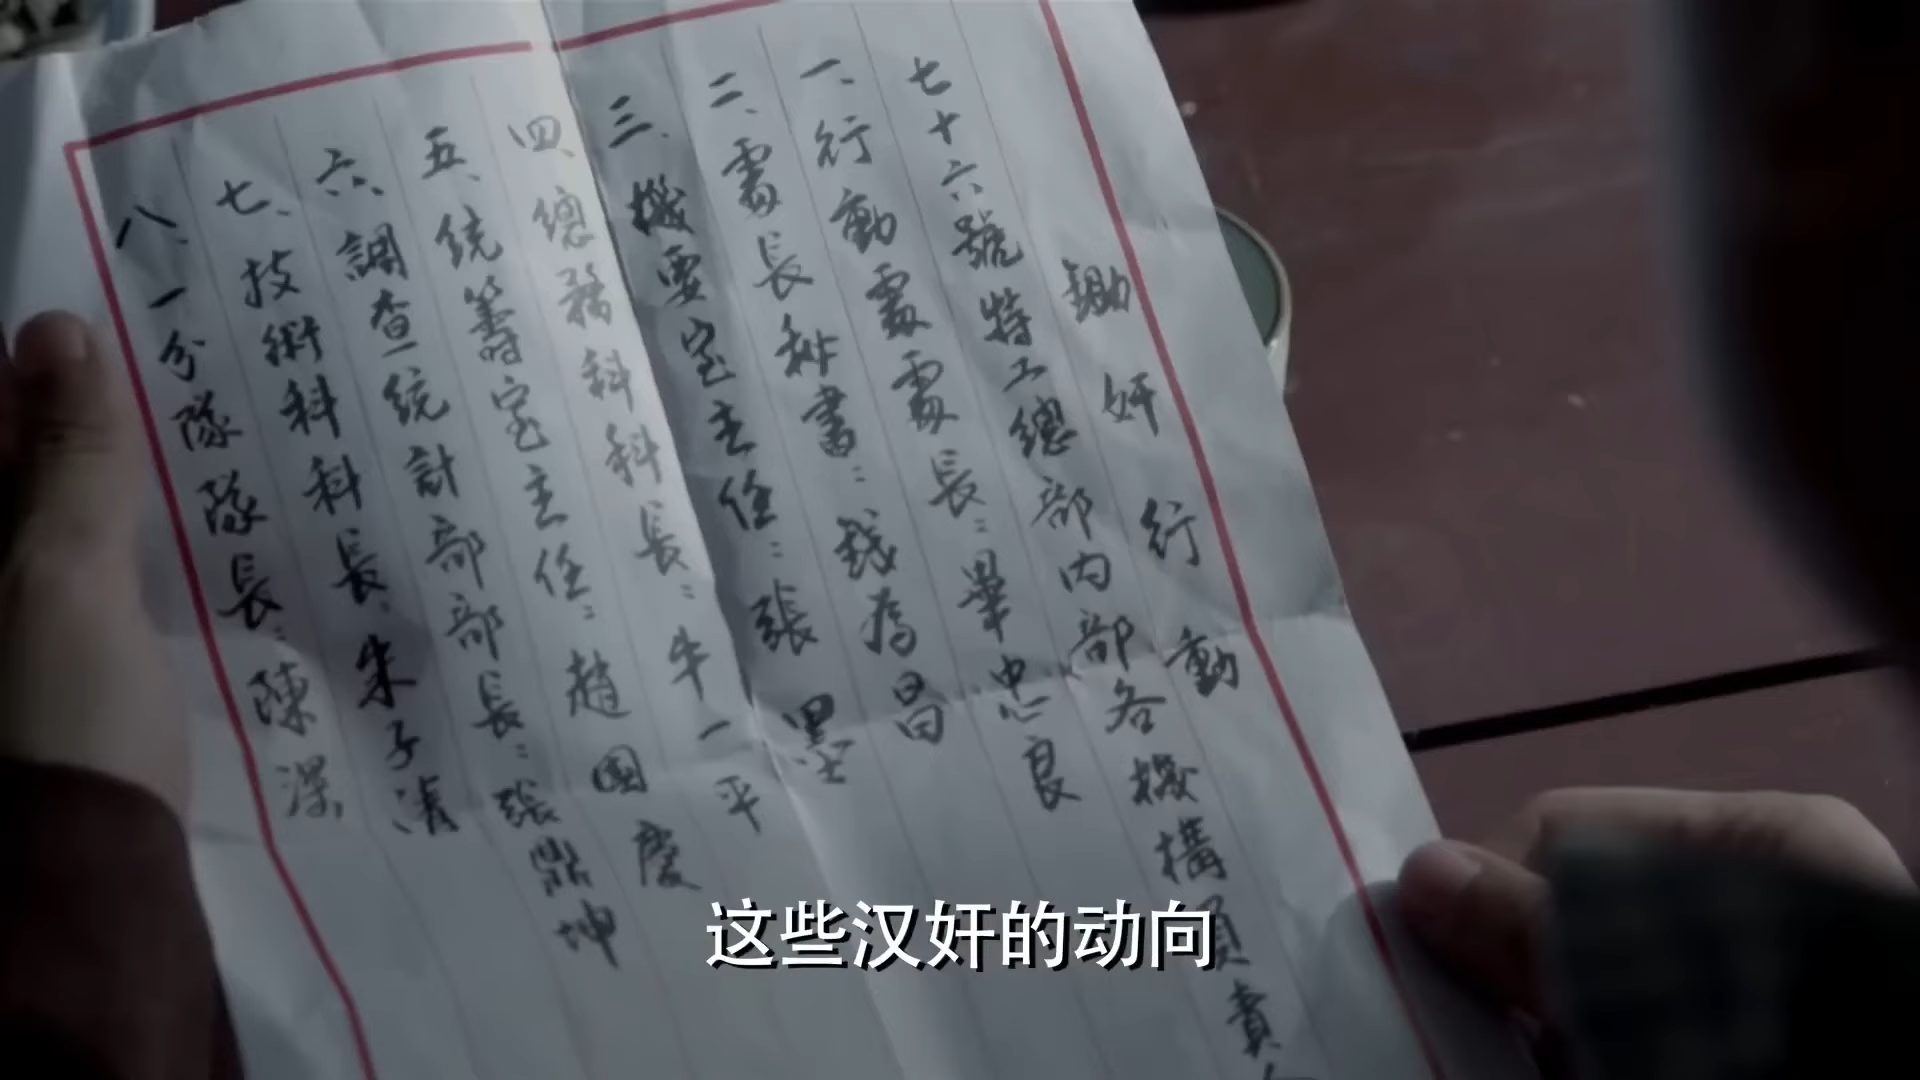 鋤奸行動
七十六號特工總部內部各機構負責人
一、行動處處長：畢忠良
二、處長秘書：錢為昌
三、機要室主任：張墨
四、總務科科長：牛一平
五、統籌室主任：趙國慶
六、調查統計部部長：張鼎坤
七、技術科科長：朱子清
八、一分隊隊長：陳深
这些汉奸的动向